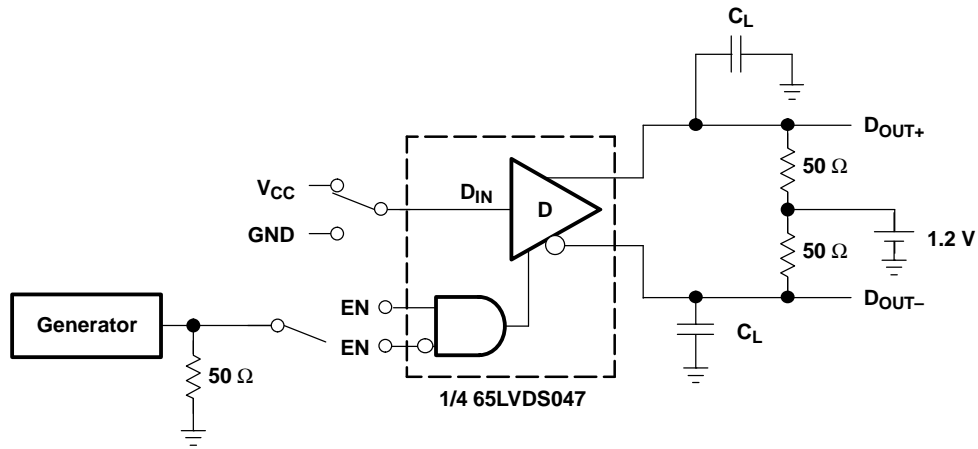 CL
DOUT+
50 Ω
VCC
DIN
D
GND
1.2 V
50 Ω
EN
DOUT–
Generator
EN
CL
50 Ω
1/4 65LVDS047